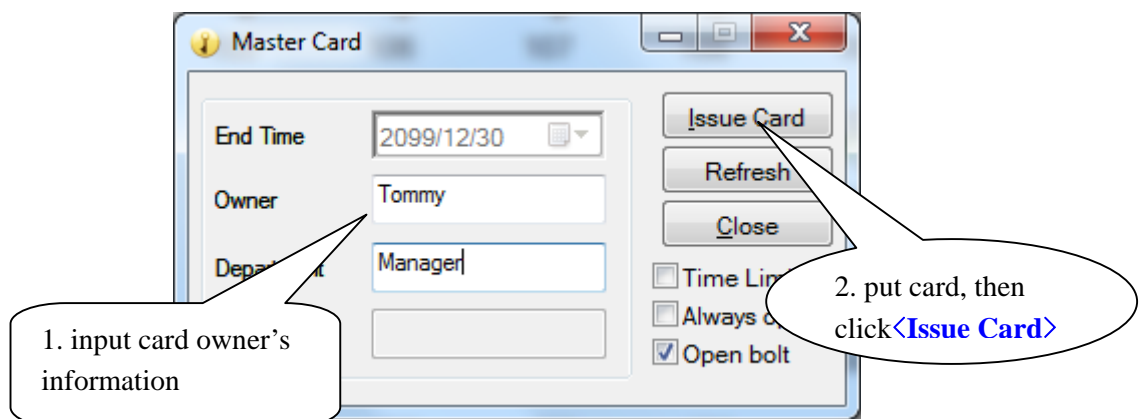 Master Card
End Time
2099/12/30
Issue Card
Owner
Tommy
Refresh
Close
Manager
Time
Always
Open bolt
1. input card owner’s
information
2. put card, then
click<Issue Card>